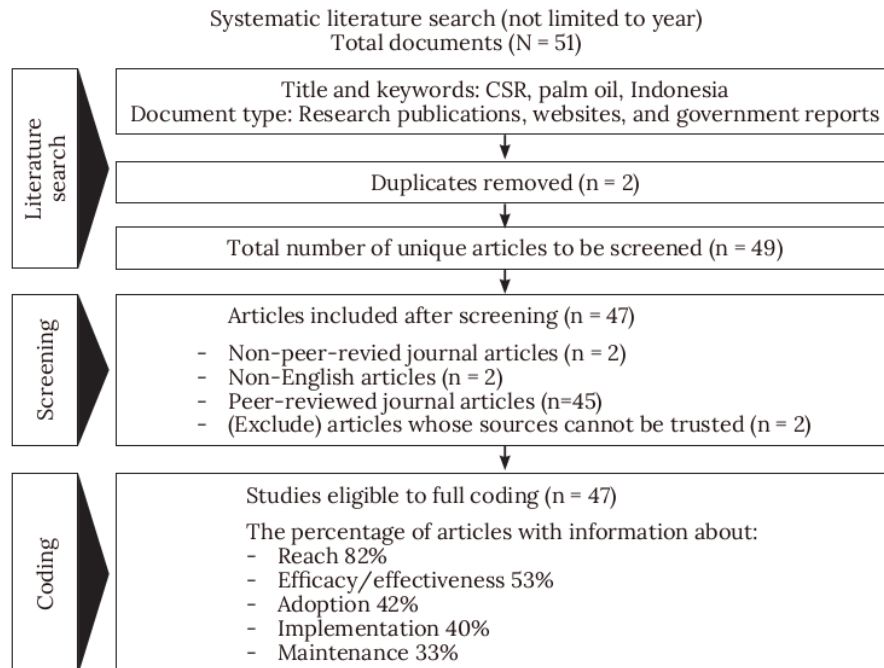 Systematic literature search (not limited to year)
Total documents (N = 51)
Literature
search
Title and keywords: CSR, palm oil, Indonesia
Document type: Research publications, websites, and government reports
Duplicates removed (n = 2)
Total number of unique articles to be screened (n = 49)
Screening
Articles included after screening (n = 47)
- Non-peer-revied journal articles (n = 2)
- Non-English articles (n = 2)
- Peer-reviewed journal articles (n=45)
- (Exclude) articles whose sources cannot be trusted (n = 2)
Coding
Studies eligible to full coding (n = 47)
The percentage of articles with information about:
- Reach 82%
- Efficacy/effectiveness 53%
- Adoption 42%
- Implementation 40%
- Maintenance 33%